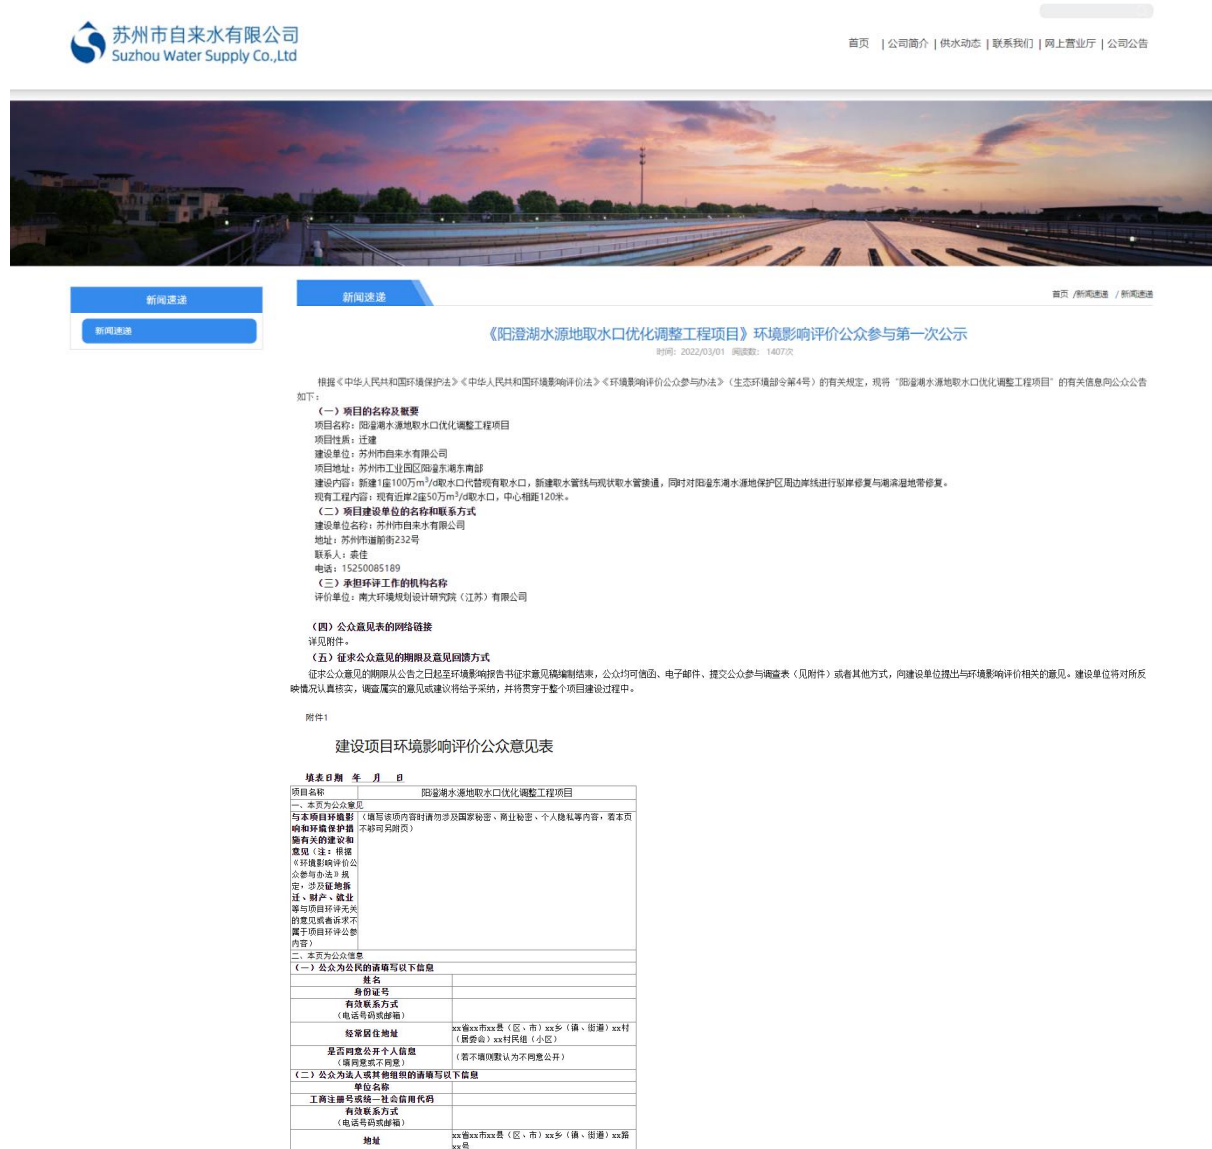 苏州市自来水有限公司
Suzhou Water Supply Co.,Ltd
首页 |公司简介|供水动态|联系我们|网上营业厅|公司公告
新闻速递
新闻速递
新闻速递
首页 /新闻速递 /新闻速递
《阳澄湖水源地取水口优化调整工程项目》环境影响评价公众参与第一次公示
时间：2022/03/01 阅读数：1407次
根据《中华人民共和国环境保护法》《中华人民共和国环境影响评价法》《环境影响评价公众参与办法》（生态环境部令第4号）的有关规定，现将“阳澄湖水源地取水口优化调整工程项目”的有关信息向公众公告
如下：
（一）项目的名称及概要
项目名称：阳澄湖水源地取水口优化调整工程项目
项目性质：迁建
建设单位：苏州市自来水有限公司
项目地址：苏州市工业园区阳澄东湖东南部
建设内容：新建1座100万m³/d取水口代替现有取水口，新建取水管线与现状取水管接通，同时对阳澄东湖水源地保护区周边岸线进行驳岸修复与湖滨湿地带修复。
现有工程内容：现有近岸2座50万m³/d取水口，中心相距120米。
（二）项目建设单位的名称和联系方式
建设单位名称：苏州市自来水有限公司
地址：苏州市道前街232号
联系人：裘佳
电话：15250085189
（三）承担环评工作的机构名称
评价单位：南大环境规划设计研究院（江苏）有限公司
（四）公众意见表的网络链接
详见附件。
（五）征求公众意见的期限及意见回馈方式
征求公众意见的期限从公告之日起至环境影响报告书征求意见稿编制结束，公众均可信函、电子邮件、提交公众参与调查表（见附件）或者其他方式，向建设单位提出与环境影响评价相关的意见。建设单位将对所反
映情况认真核实，调查属实的意见或建议将给予采纳，并将贯穿于整个项目建设过程中。
附件1
建设项目环境影响评价公众意见表
填表日期 年 月 日
项目名称 阳澄湖水源地取水口优化调整工程项目
一、本页为公众意见
与本项目环境影
响和环境保护措
施有关的建议和
意见（注：根据
《环境影响评价公
众参与办法》规
定，涉及征地拆
迁、财产、就业
等与项目环评无关
的意见或者诉求不
属于项目环评公参
内容）
（填写该项内容时请勿涉及国家秘密、商业秘密、个人隐私等内容，若本页
不够可另附页）
二、本页为公众信息
（一）公众为公民的请填写以下信息
姓名
身份证号
有效联系方式
（电话号码或邮箱）
经常居住地址
xx省xx市xx县（区、市）xx乡（镇、街道）xx村
（居委会）xx村民组（小区）
是否同意公开个人信息
（填同意或不同意）
（若不填则默认为不同意公开）
（二）公众为法人或其他组织的请填写以下信息
单位名称
工商注册号或统一社会信用代码
有效联系方式
（电话号码或邮箱）
地址
xx省xx市xx县（区、市）xx乡（镇、街道）xx路
xx号